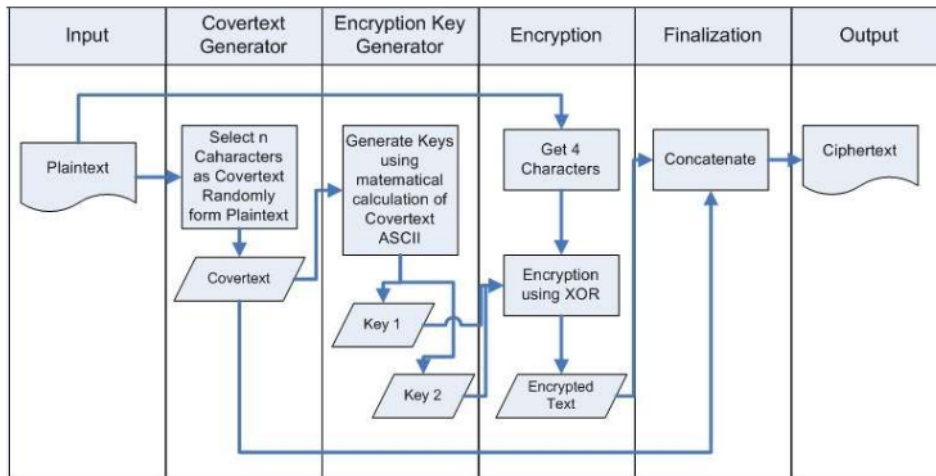 Input
Covertext
Generator
Encryption Key
Generator
Encryption
Finalization
Output
Plaintext
Select n
Caharacters
as Covertext
Randomly
form Plaintext
Covertext
Generate Keys
using
matematical
calculation of
Covertext
ASCII
Key 1
Key 2
Get 4
Characters
Encryption
using XOR
Encrypted
Text
Concatenate
Ciphertext